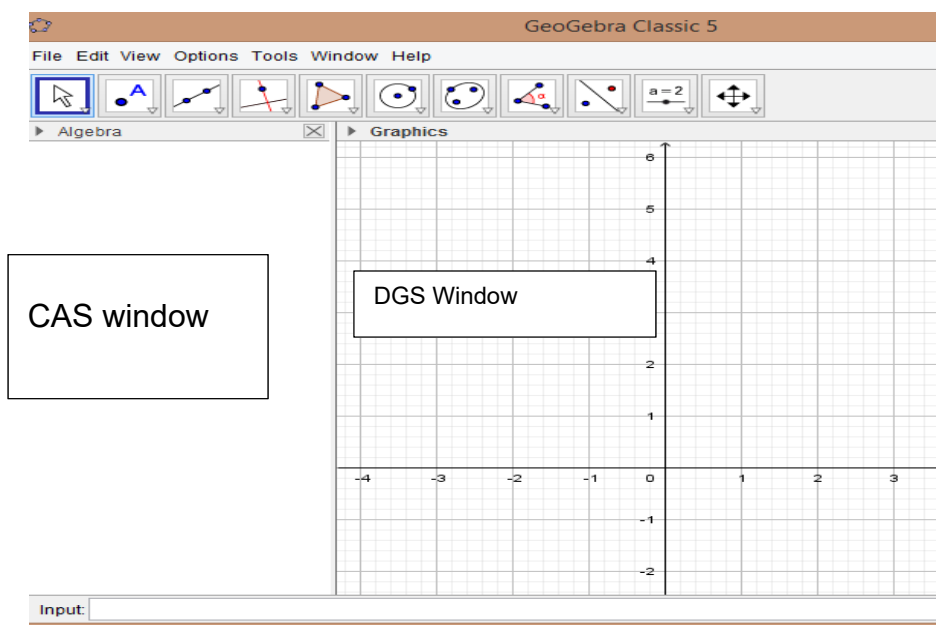 GeoGebra Classic 5
File Edit View Options Tools Window Help
A
α
a=2
Algebra
Graphics
6
5
4
CAS window
DGS Window
2
1
-4 -3 -2 -1 0 1 2 3
-1
-2
Input: